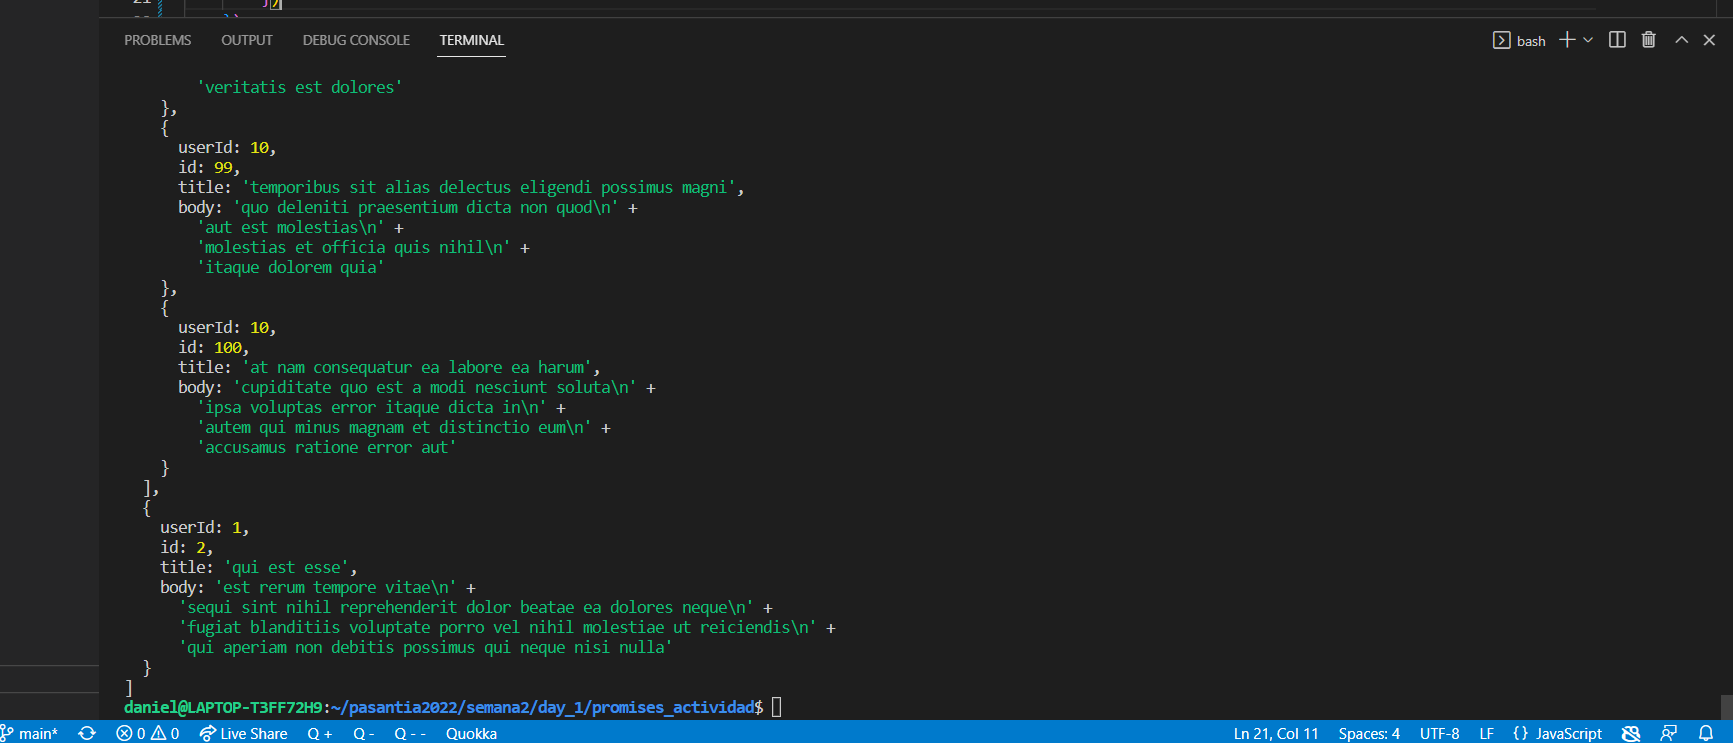 21
PROBLEMS OUTPUT DEBUG CONSOLE TERMINAL bash
'veritatis est dolores'
},
{
userId: 10,
id: 99,
title: 'temporibus sit alias delectus eligendi possimus magni',
body: 'quo deleniti praesentium dicta non quod\n' +
'aut est molestias\n' +
'molestias et officia quis nihil\n' +
'itaque dolorem quia'
},
{
userId: 10,
id: 100,
title: 'at nam consequatur ea labore ea harum',
body: 'cupiditate quo est a modi nesciunt soluta\n' +
'ipsa voluptas error itaque dicta in\n' +
'autem qui minus magnam et distinctio eum\n' +
'accusamus ratione error aut'
}
],
{
userId: 1,
id: 2,
title: 'qui est esse',
body: 'est rerum tempore vitae\n' +
'sequi sint nihil reprehenderit dolor beatae ea dolores neque\n' +
'fugiat blanditiis voluptate porro vel nihil molestiae ut reiciendis\n' +
'qui aperiam non debitis possimus qui neque nisi nulla'
}
]
daniel@LAPTOP-T3FF72H9:~/pasantia2022/semana2/day_1/promises_actividad$
main* 0 0 Live Share Q + Q - Q - - Quokka Ln 21, Col 11 Spaces: 4 UTF-8 LF {} JavaScript